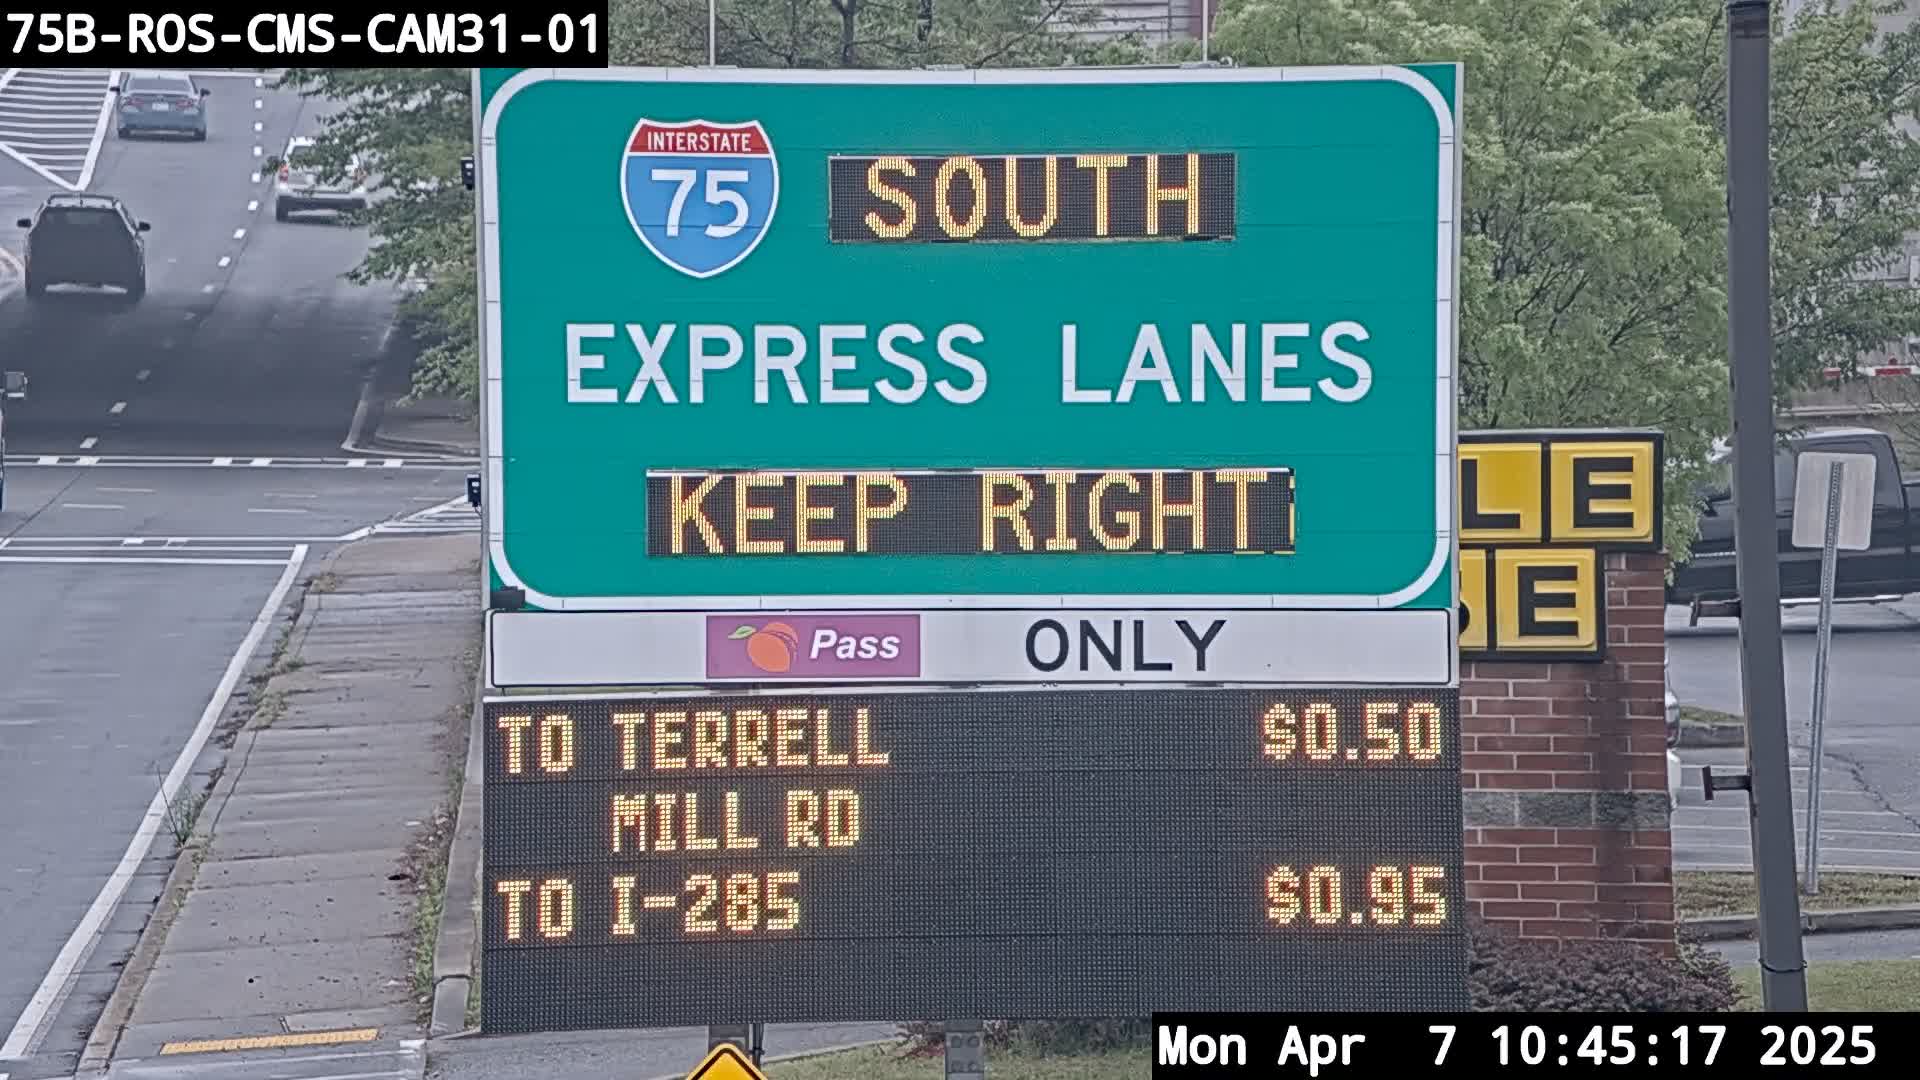 75B-ROS-CMS-CAM31-01
INTERSTATE
75
SOUTH
EXPRESS LANES
KEEP RIGHT
LE
E
Pass ONLY
TO TERRELL $0.50
MILL RD
TO I-285 $0.95
Mon Apr 7 10:45:17 2025